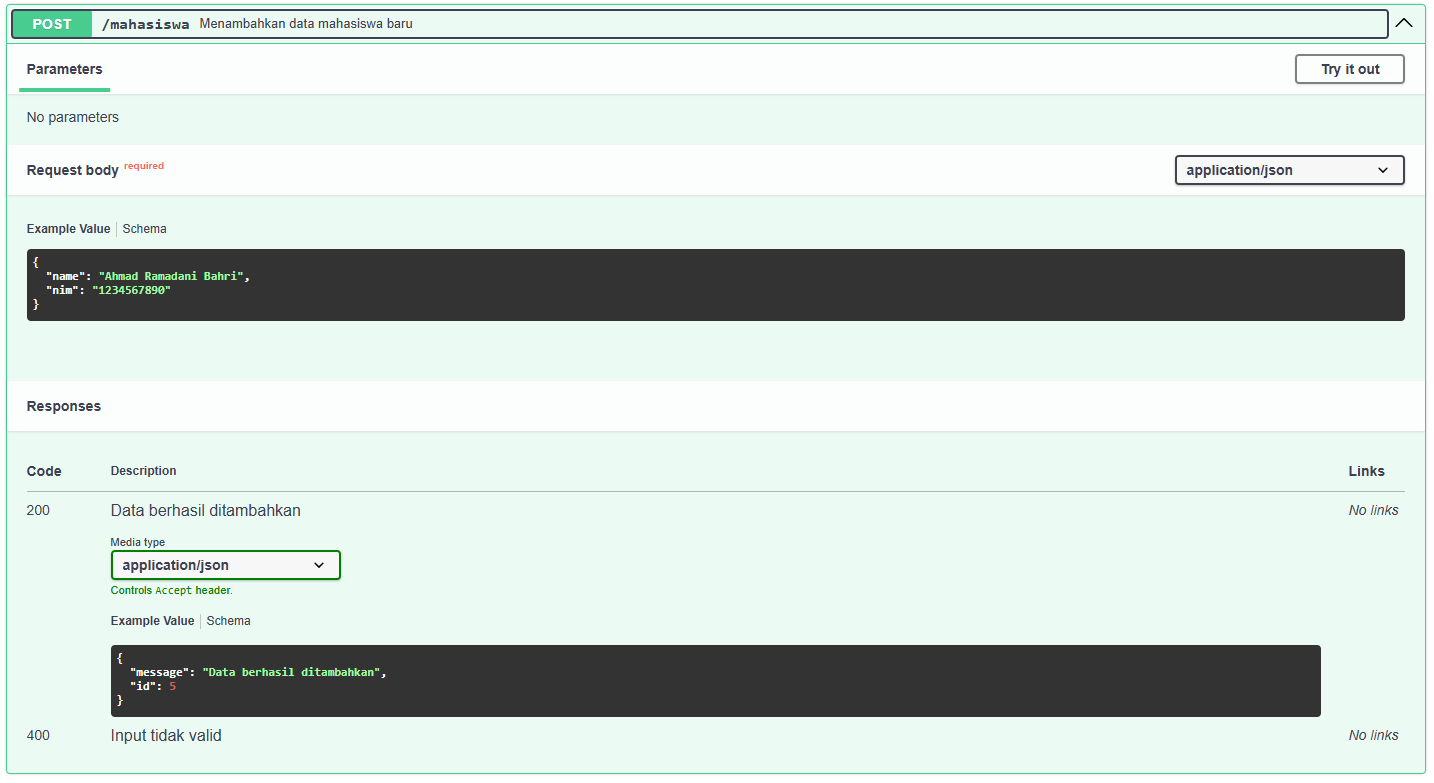 POST /mahasiswa Menambahkan data mahasiswa baru
Parameters Try it out
No parameters
Request body required application/json
Example Value Schema
{
"name": "Ahmad Ramadani Bahri",
"nim": "1234567890"
}
Responses
Code Description Links
200 Data berhasil ditambahkan No links
Media type
application/json
Controls Accept header.
Example Value Schema
{
"message": "Data berhasil ditambahkan",
"id": 5
}
400 Input tidak valid No links